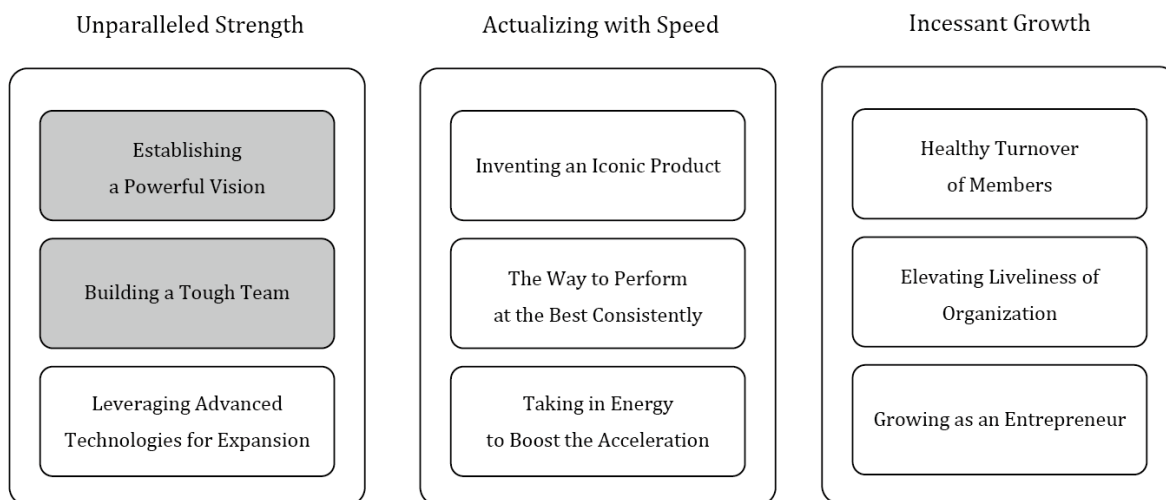 Unparalleled Strength
Establishing
a Powerful Vision
Building a Tough Team
Leveraging Advanced
Technologies for Expansion
Actualizing with Speed
Inventing an Iconic Product
The Way to Perform
at the Best Consistently
Taking in Energy
to Boost the Acceleration
Incessant Growth
Healthy Turnover
of Members
Elevating Liveliness of
Organization
Growing as an Entrepreneur